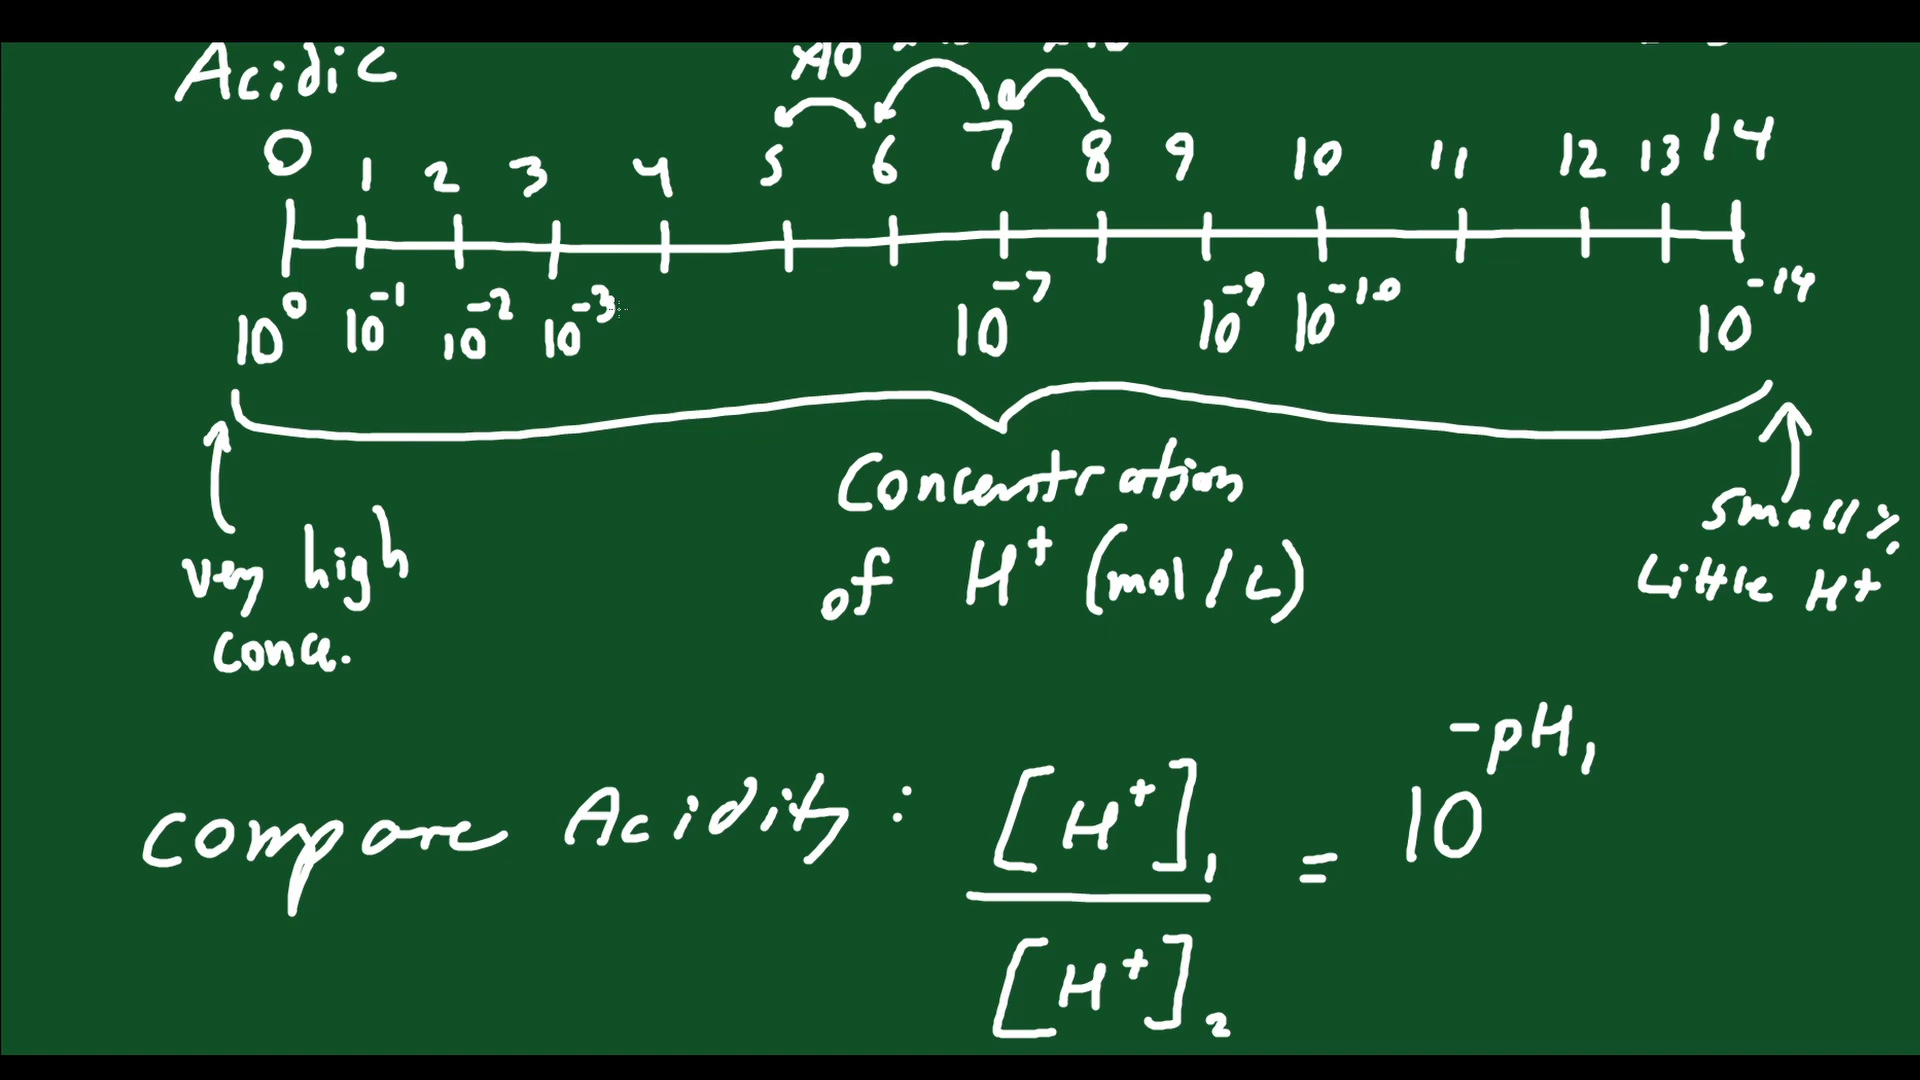 Acidic
x10
0 1 2 3 4 5 6 7 8 9 10 11 12 13 14
10⁰ 10⁻¹ 10⁻² 10⁻³ 10⁻⁷ 10⁻⁹ 10⁻¹⁰ 10⁻¹⁴
Concentration
of H⁺ (mol/L)
very high
conc.
small
Little H⁺
Compare Acidity: [H⁺]₁ = 10^-pH₁
[H⁺]₂